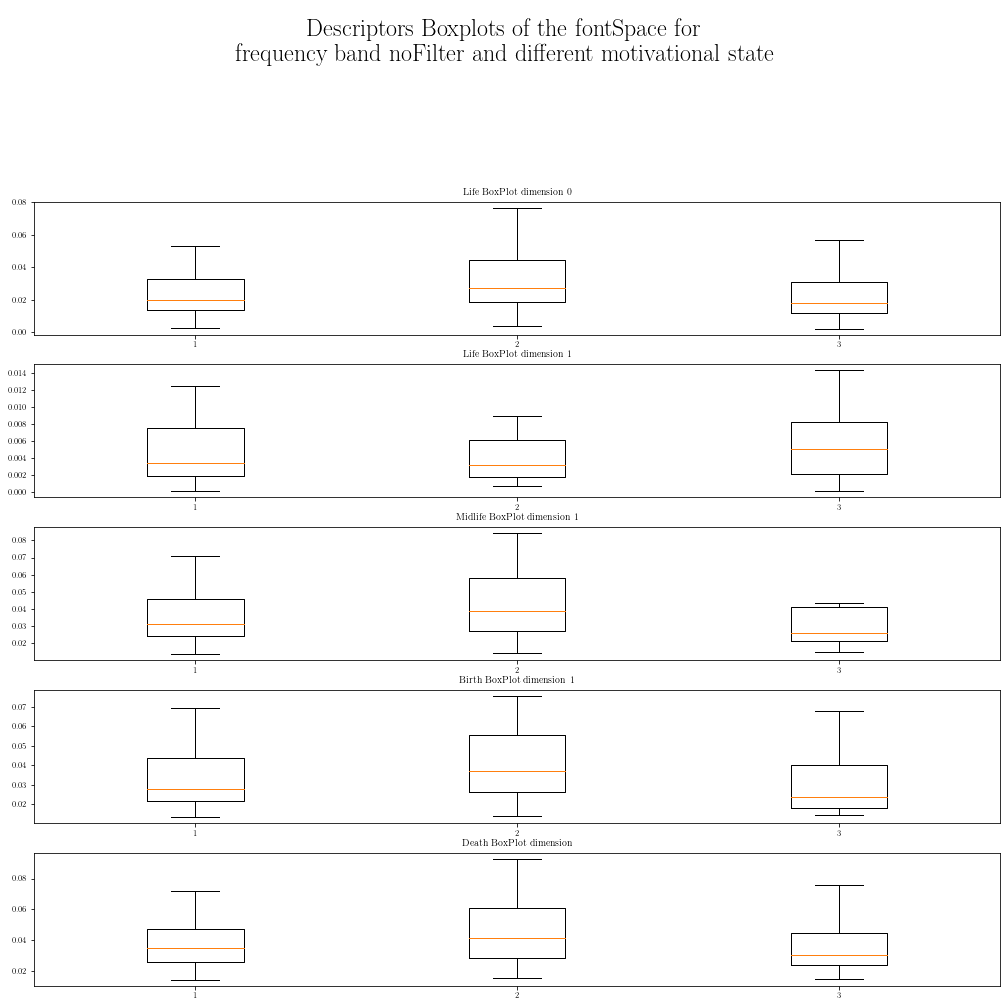 Descriptors Boxplots of the fontSpace for
frequency band noFilter and different motivational state
Life BoxPlot dimension 0
0.08
0.06
0.04
0.02
0.00
1 2 3
Life BoxPlot dimension 1
0.014
0.012
0.010
0.008
0.006
0.004
0.002
0.000
1 2 3
Midlife BoxPlot dimension 1
0.08
0.07
0.06
0.05
0.04
0.03
0.02
1 2 3
Birth BoxPlot dimension 1
0.07
0.06
0.05
0.04
0.03
0.02
1 2 3
Death BoxPlot dimension
0.08
0.06
0.04
0.02
1 2 3